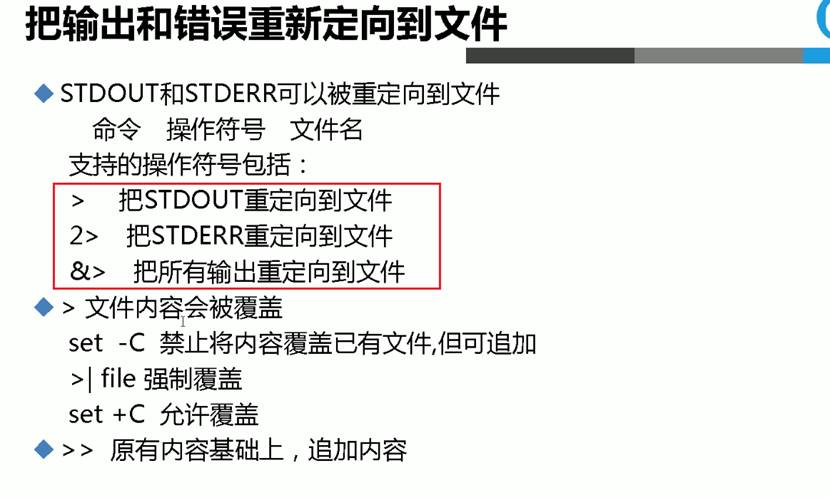 把输出和错误重新定向到文件
◆ STDOUT和STDERR可以被重定向到文件
命令 操作符号 文件名
支持的操作符号包括：
> 把STDOUT重定向到文件
2> 把STDERR重定向到文件
&> 把所有输出重定向到文件
◆ > 文件内容会被覆盖
set -C 禁止将内容覆盖已有文件,但可追加
>| file 强制覆盖
set +C 允许覆盖
◆ >> 原有内容基础上，追加内容